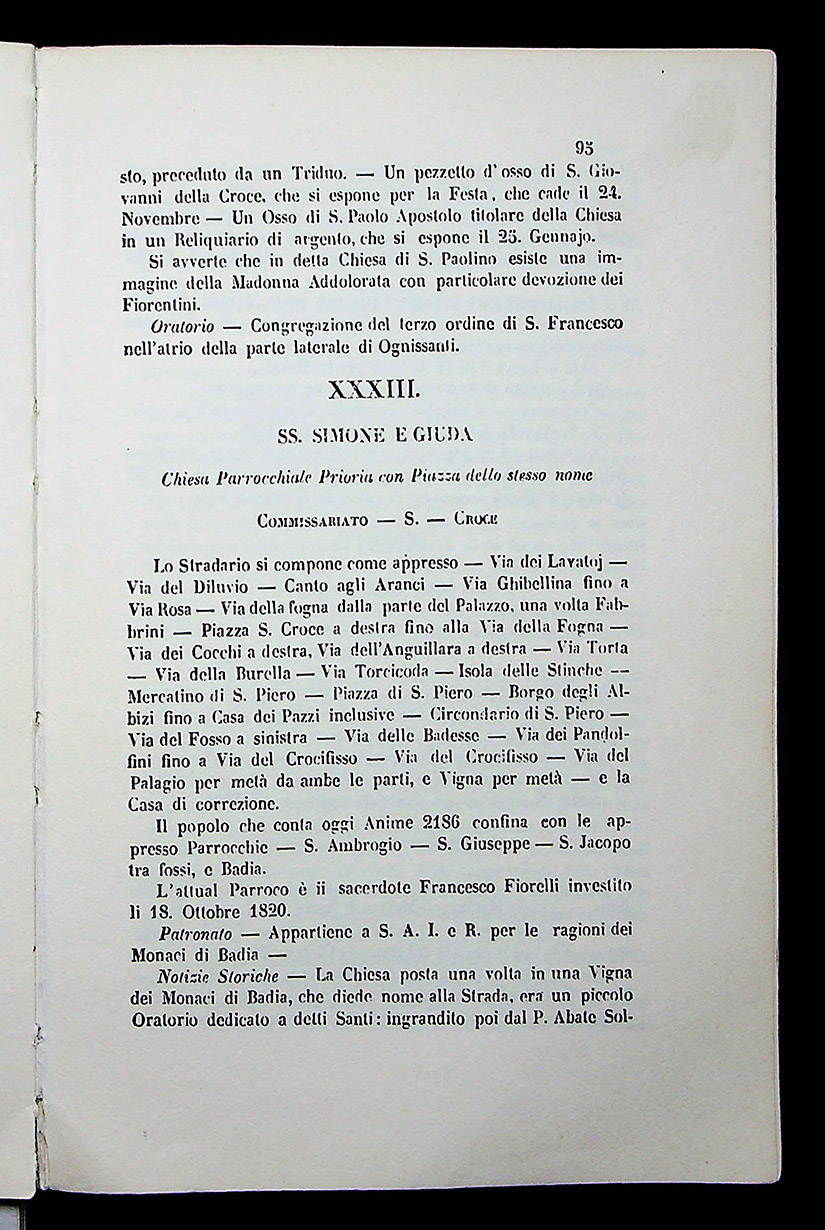 95
sto, preceduto da un Triduo. — Un pezzetto d'osso di S. Gio-
vanni della Croce, che si espone per la Festa, che cade il 24.
Novembre — Un Osso di S. Paolo Apostolo titolare della Chiesa
in un Reliquiario di argento, che si espone il 25. Gennajo.
Si avverte che in detta Chiesa di S. Paolino esiste una im-
magine della Madonna Addolorata con particolare devozione dei
Fiorentini.
Oratorio — Congregazione del terzo ordine di S. Francesco
nell'atrio della parte laterale di Ognissanti.
XXXIII.
SS. SIMONE E GIUDA
Chiesa Parrocchiale Prioria con Piazza dello stesso nome
COMMISSARIATO — S. — CROCE
Lo Stradario si compone come appresso — Via dei Lavatoj —
Via del Diluvio — Canto agli Aranci — Via Ghibellina fino a
Via Rosa — Via della fogna dalla parte del Palazzo, una volta Fab-
brini — Piazza S. Croce a destra fino alla Via della Fogna —
Via dei Cocchi a destra, Via dell'Anguillara a destra — Via Torta
— Via della Burella — Via Torcicoda — Isola delle Stinche —
Mercatino di S. Piero — Piazza di S. Piero — Borgo degli Al-
bizi fino a Casa dei Pazzi inclusive — Circondario di S. Piero —
Via del Fosso a sinistra — Via delle Badesse — Via dei Pandol-
fini fino a Via del Crocifisso — Via del Crocifisso — Via del
Palagio per metà da ambe le parti, e Vigna per metà — e la
Casa di correzione.
Il popolo che conta oggi Anime 2186 confina con le ap-
presso Parrocchie — S. Ambrogio — S. Giuseppe — S. Jacopo
tra fossi, e Badia.
L'attual Parroco è ii sacerdote Francesco Fiorelli investito
li 18. Ottobre 1820.
Patronato — Appartiene a S. A. I. e R. per le ragioni dei
Monaci di Badia —
Notizie Storiche — La Chiesa posta una volta in una Vigna
dei Monaci di Badia, che diede nome alla Strada, era un piccolo
Oratorio dedicato a detti Santi: ingrandito poi dal P. Abate Sol-